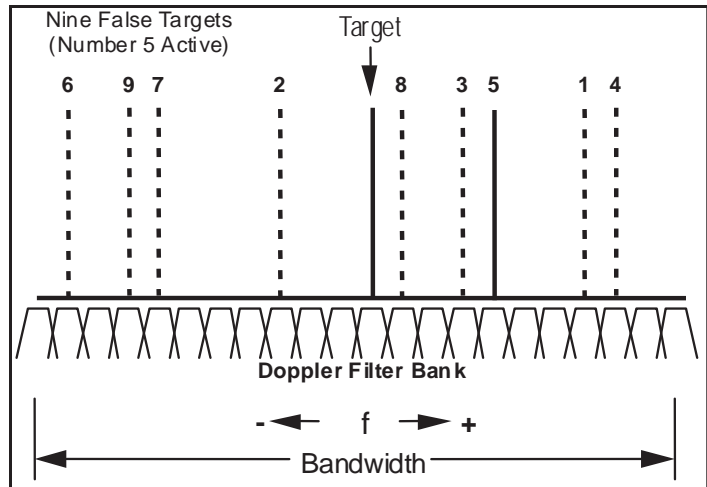 Nine False Targets
(Number 5 Active)
Target
6 9 7 2 8 3 5 1 4
Doppler Filter Bank
- f +
Bandwidth